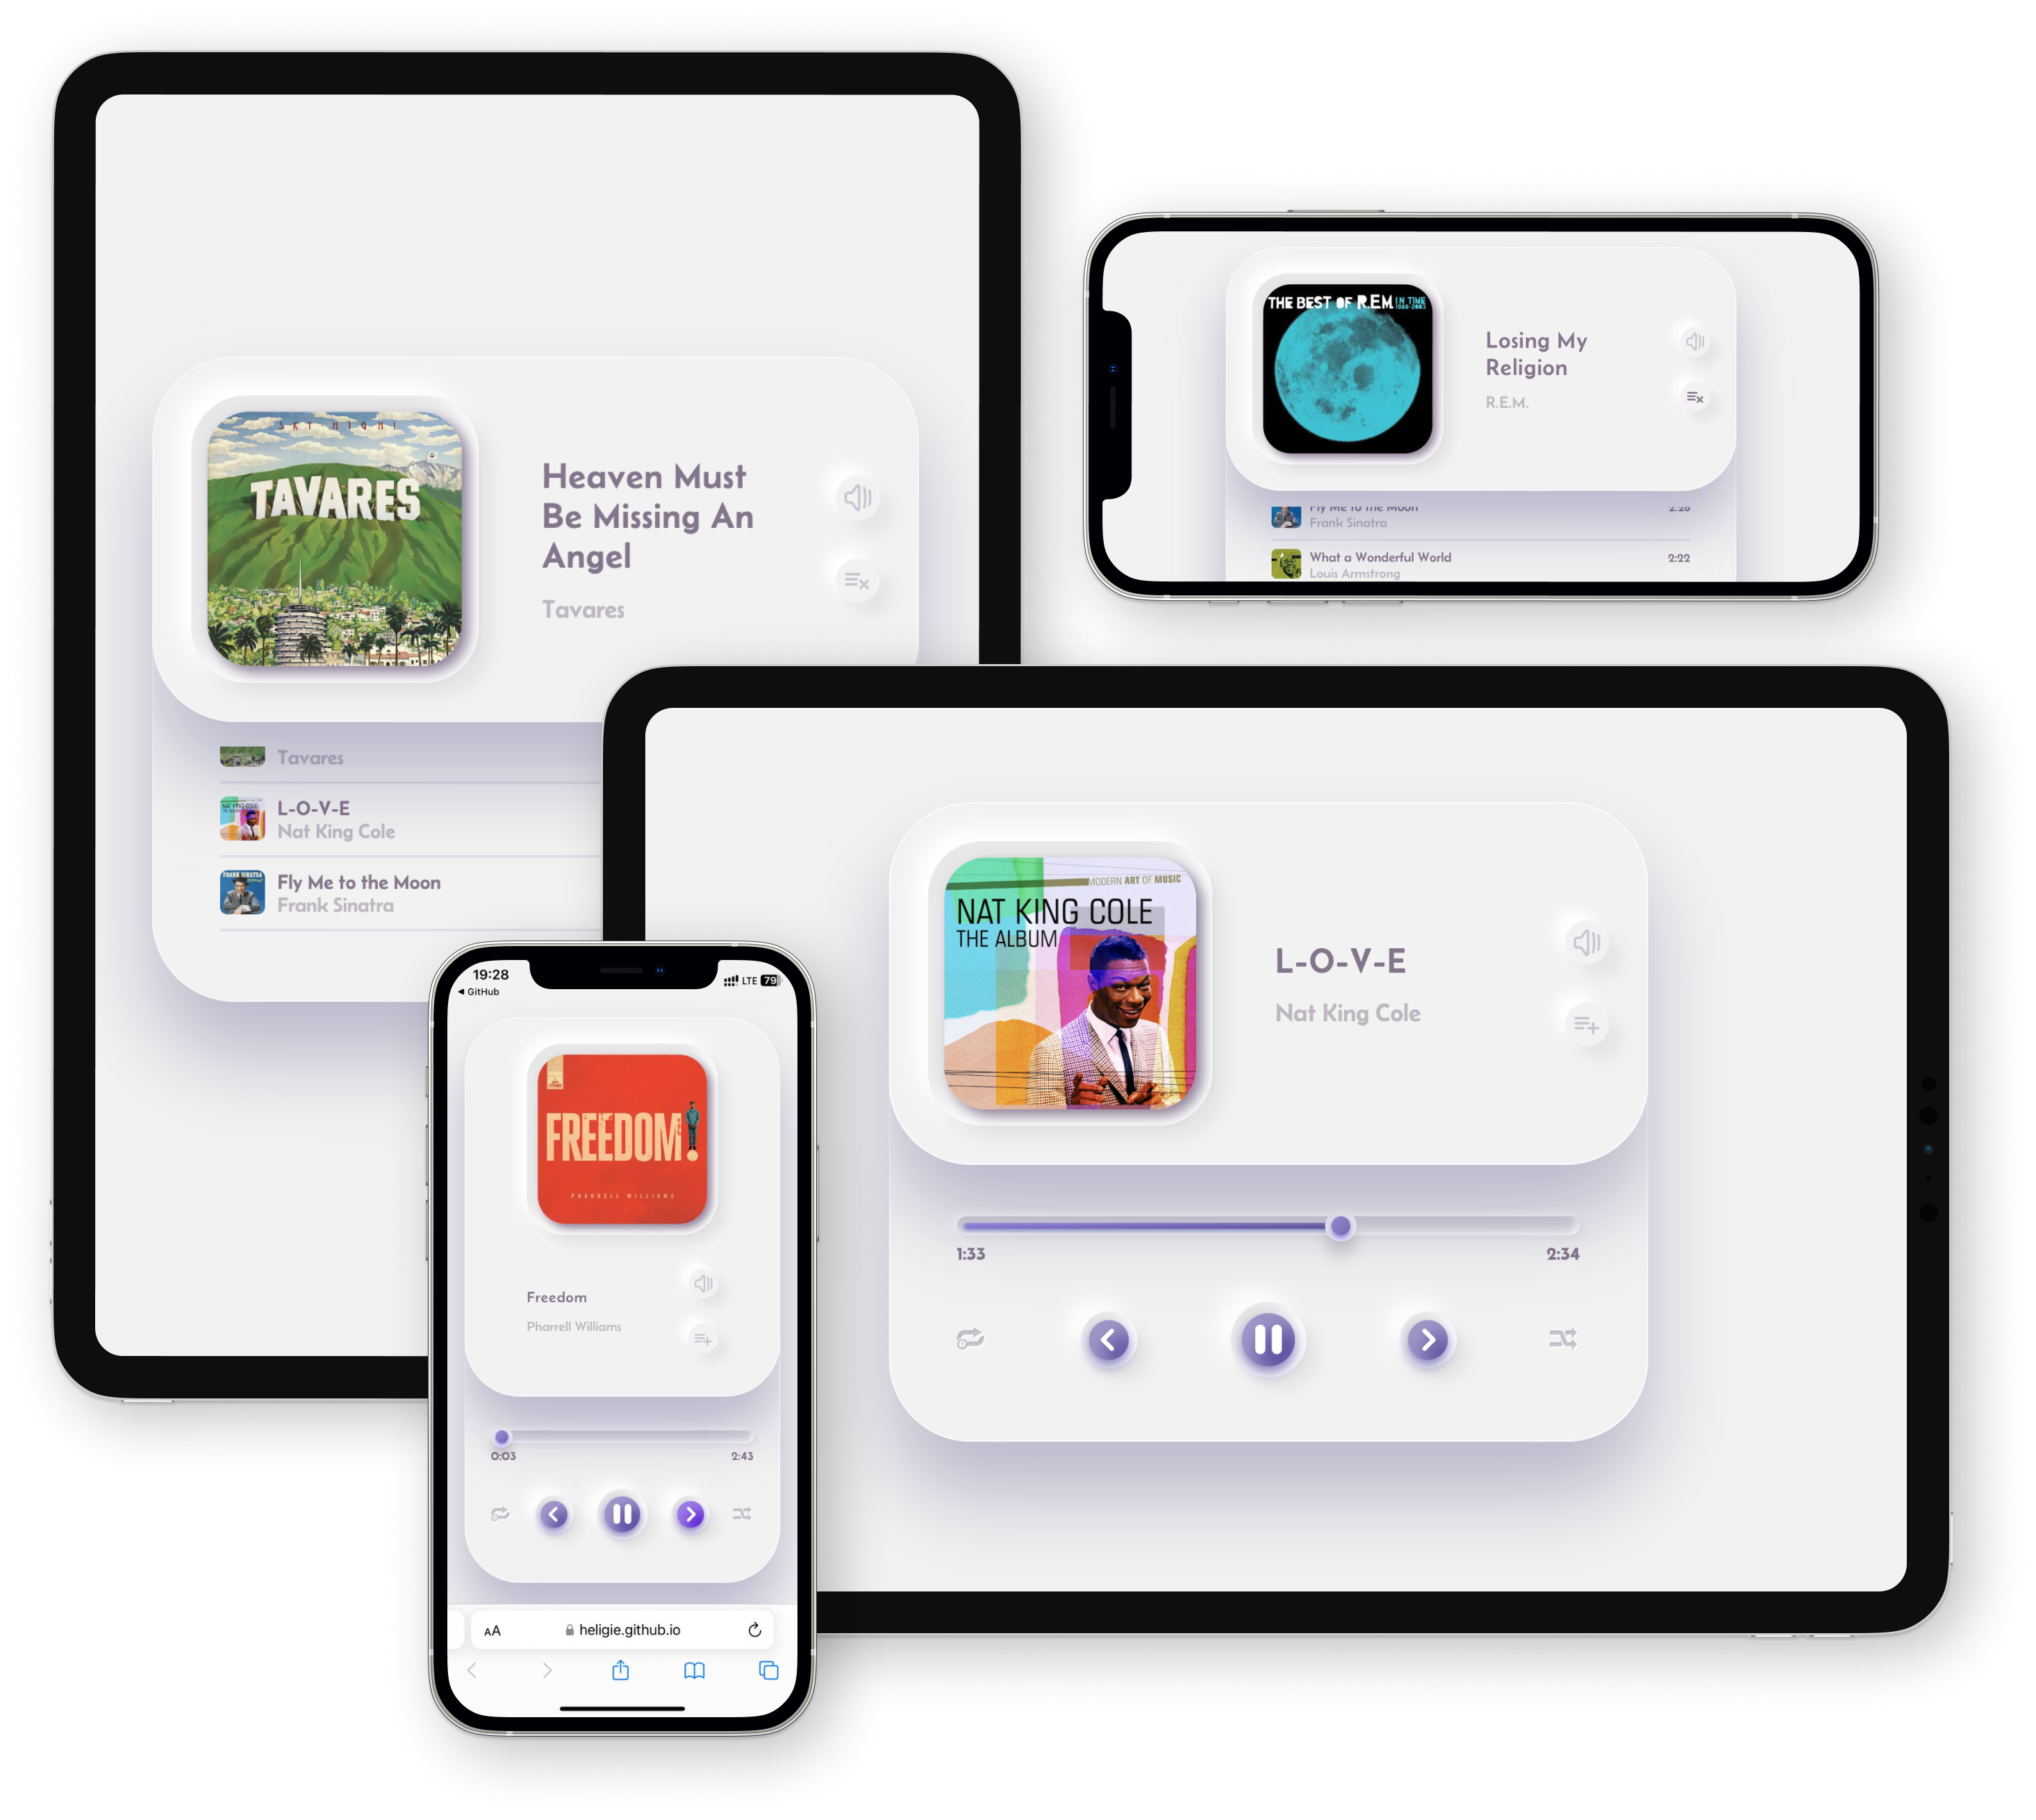 SKY-HIGH!
TAVARES
Heaven Must
Be Missing An
Angel
Tavares
Tavares
L-O-V-E
Nat King Cole
Fly Me to the Moon
Frank Sinatra
THE BEST OF R.E.M. IN TIME
1988-2003
Losing My
Religion
R.E.M.
Fly Me to the Moon
2:28
Frank Sinatra
What a Wonderful World
2:22
Louis Armstrong
MODERN ART OF MUSIC
NAT KING COLE
THE ALBUM
L-O-V-E
Nat King Cole
1:33
2:34
19:28
LTE 79
◀ GitHub
FREEDOM!
PHARRELL WILLIAMS
Freedom
Pharrell Williams
0:03
2:43
AA
heligie.github.io